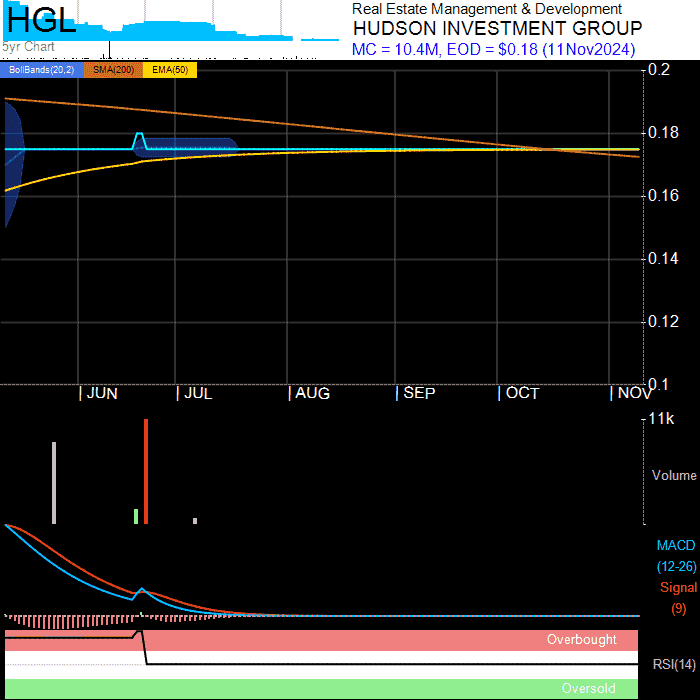 HGL
5yr Chart
Real Estate Management & Development
HUDSON INVESTMENT GROUP
MC = 10.4M, EOD = $0.18 (11Nov2024)
BollBands(20,2) SMA(200) EMA(50)
0.2
0.18
0.16
0.14
0.12
0.1
| JUN | JUL | AUG | SEP | OCT | NOV
11k
Volume
MACD
(12-26)
Signal
(9)
Overbought
RSI(14)
Oversold